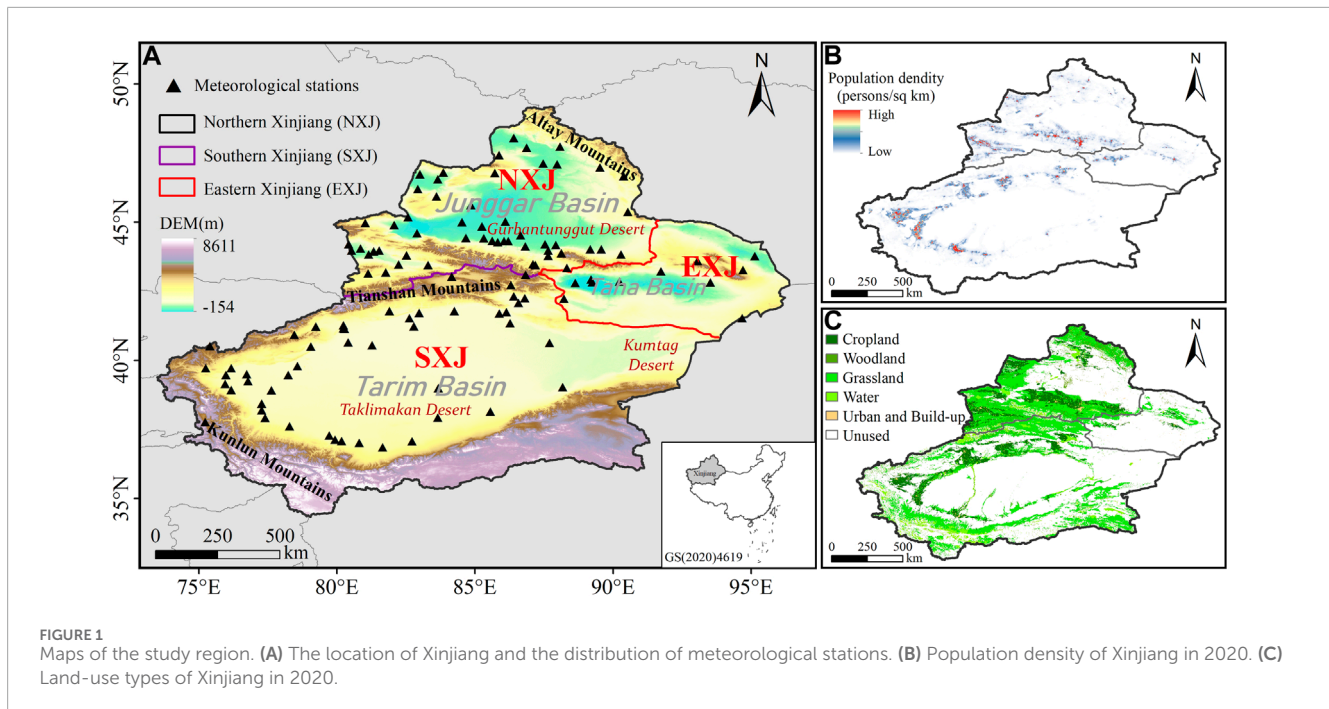 A
N
50°N
45°N
40°N
35°N
Meteorological stations
Northern Xinjiang (NXJ)
Southern Xinjiang (SXJ)
Eastern Xinjiang (EXJ)
DEM(m)
8611
-154
Altay Mountains
NXJ
Junggar Basin
Gurbantunggut Desert
EXJ
Taha Basin
Tianshan Mountains
SXJ
Kumtag
Desert
Tarim Basin
Taklimakan Desert
Kunlun Mountains
Xinjiang
GS(2020)4619
0 250 500
km
75°E 80°E 85°E 90°E 95°E
B
N
Population dendity
(persons/sq km)
High
Low
0 250 500
km
C
N
Cropland
Woodland
Grassland
Water
Urban and Build-up
Unused
0 250 500
km
FIGURE 1
Maps of the study region. (A) The location of Xinjiang and the distribution of meteorological stations. (B) Population density of Xinjiang in 2020. (C)
Land-use types of Xinjiang in 2020.